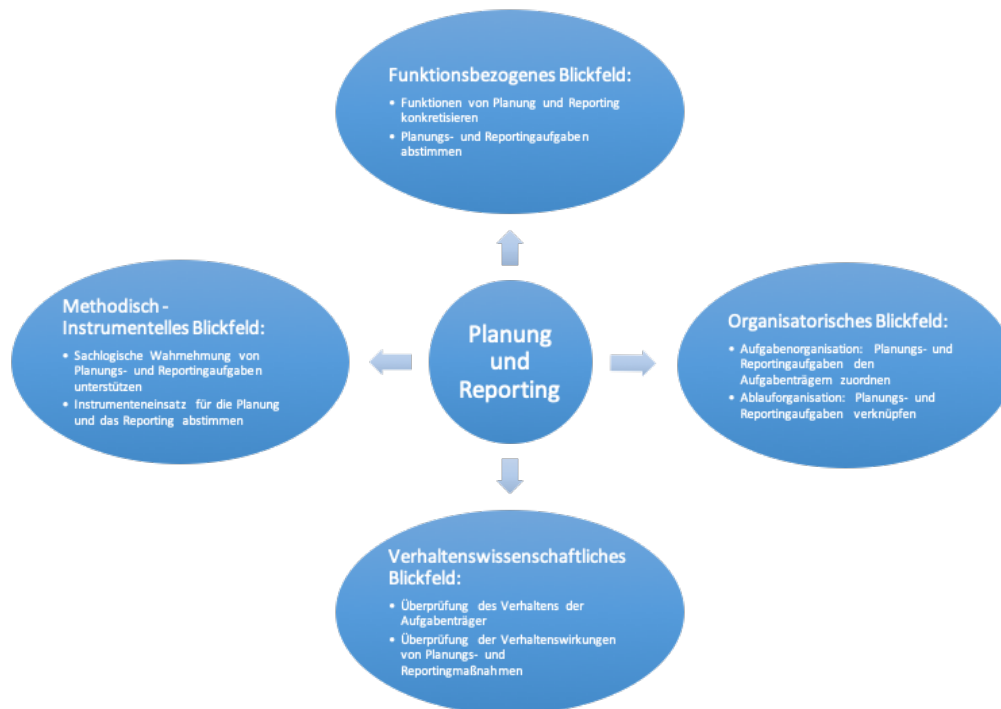 Funktionsbezogenes Blickfeld:
• Funktionen von Planung und Reporting
konkretisieren
• Planungs- und Reportingaufgaben
abstimmen
Methodisch -
Instrumentelles Blickfeld:
• Sachlogische Wahrnehmung von
Planungs- und Reportingaufgaben
unterstützen
• Instrumenteneinsatz für die Planung
und das Reporting abstimmen
Planung
und
Reporting
Organisatorisches Blickfeld:
• Aufgabenorganisation: Planungs- und
Reportingaufgaben den
Aufgabenträgern zuordnen
• Ablauforganisation: Planungs- und
Reportingaufgaben verknüpfen
Verhaltenswissenschaftliches
Blickfeld:
• Überprüfung des Verhaltens der
Aufgabenträger
• Überprüfung der Verhaltenswirkungen
von Planungs- und
Reportingmaßnahmen